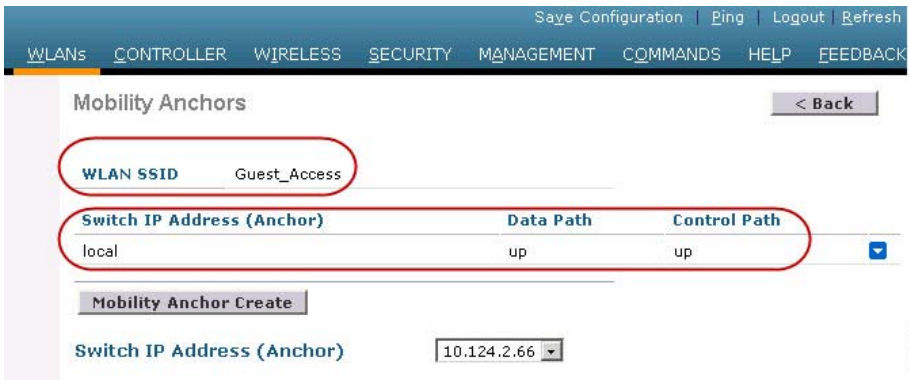 Save Configuration | Ping | Logout | Refresh
WLANs CONTROLLER WIRELESS SECURITY MANAGEMENT COMMANDS HELP FEEDBACK
Mobility Anchors < Back
WLAN SSID Guest_Access
Switch IP Address (Anchor) Data Path Control Path
local up up
Mobility Anchor Create
Switch IP Address (Anchor) 10.124.2.66